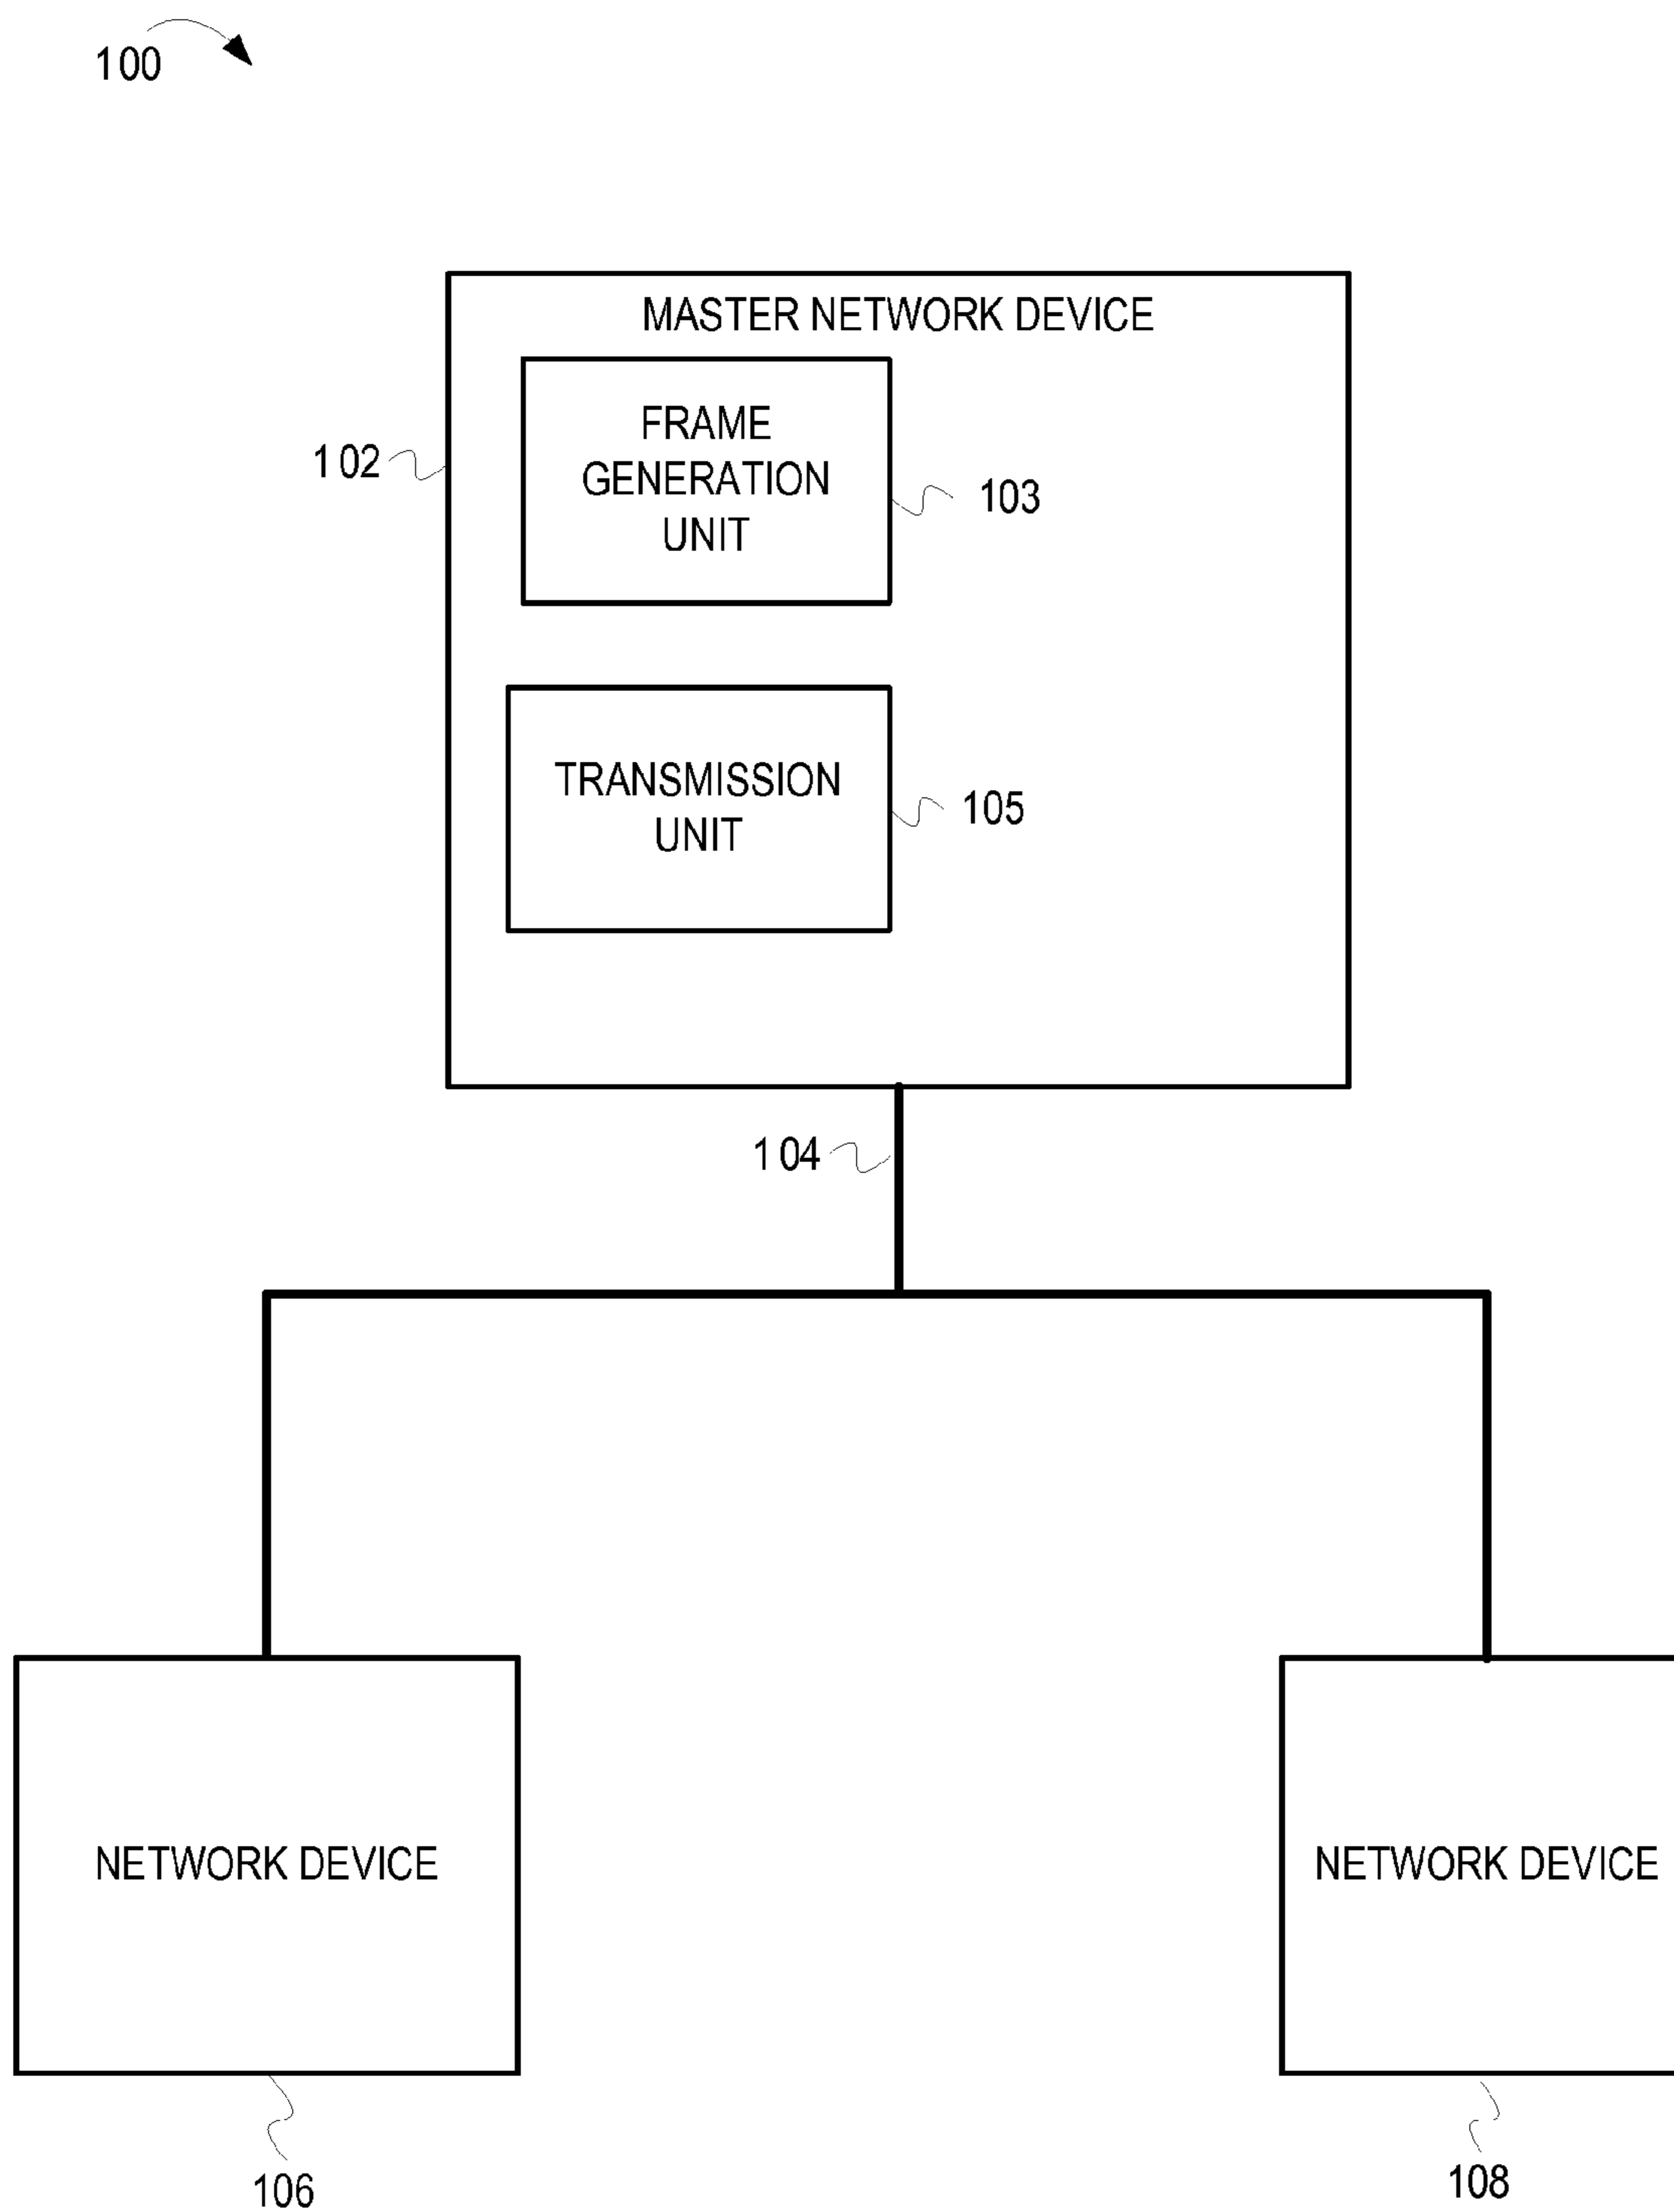 100
MASTER NETWORK DEVICE
FRAME
GENERATION
UNIT
102
103
TRANSMISSION
UNIT
105
104
NETWORK DEVICE
NETWORK DEVICE
106
108